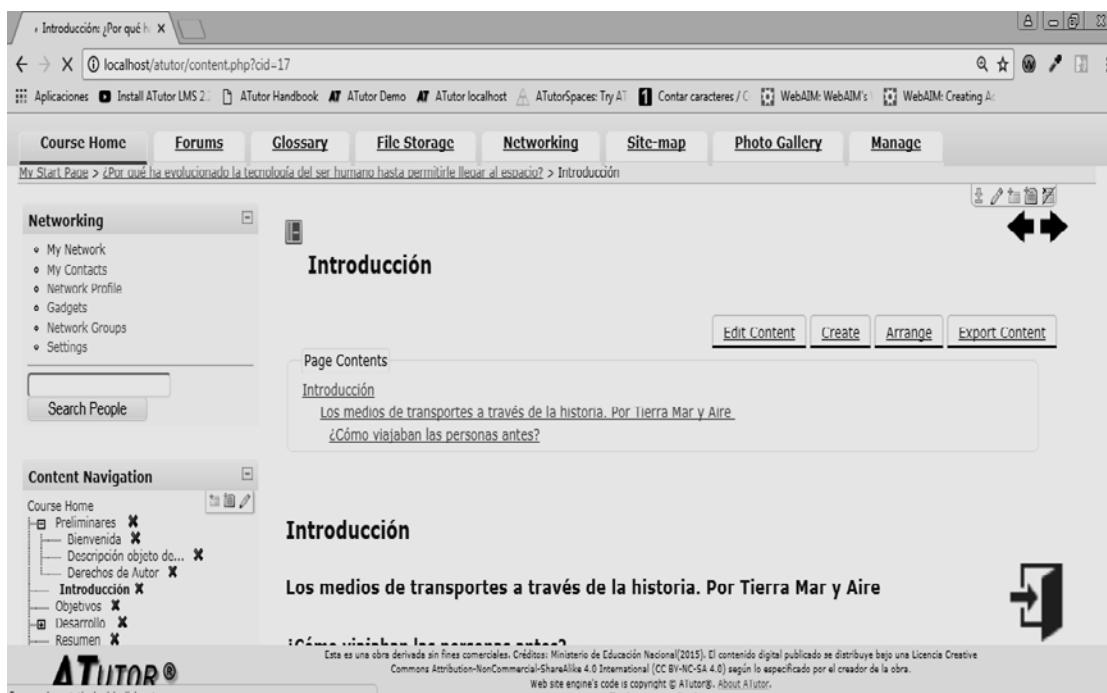 Introducción: ¿Por qué h
localhost/atutor/content.php?cid=17
Aplicaciones Install ATutor LMS 2. ATutor Handbook ATutor Demo ATutor localhost ATutorSpaces: Try AT Contar caracteres / C WebAIM: WebAIM's WebAIM: Creating Ac
Course Home Forums Glossary File Storage Networking Site-map Photo Gallery Manage
My Start Page > ¿Por qué ha evolucionado la tecnología del ser humano hasta permitirle llegar al espacio? > Introducción
Networking
My Network
My Contacts
Network Profile
Gadgets
Network Groups
Settings
Search People
Content Navigation
Course Home
Preliminares
Bienvenida
Descripción objeto de...
Derechos de Autor
Introducción
Objetivos
Desarrollo
Resumen
Introducción
Edit Content Create Arrange Export Content
Page Contents
Introducción
Los medios de transportes a través de la historia. Por Tierra Mar y Aire
¿Cómo viajaban las personas antes?
Introducción
Los medios de transportes a través de la historia. Por Tierra Mar y Aire
¿Cómo viajaban las personas antes?
ATUTOR®
Esta es una obra derivada sin fines comerciales. Créditos: Ministerio de Educación Nacional(2015). El contenido digital publicado se distribuye bajo una Licencia Creative
Commons Attribution-NonCommercial-ShareAlike 4.0 International (CC BY-NC-SA 4.0) según lo especificado por el creador de la obra.
Web site engine's code is copyright © ATutor®. About ATutor.